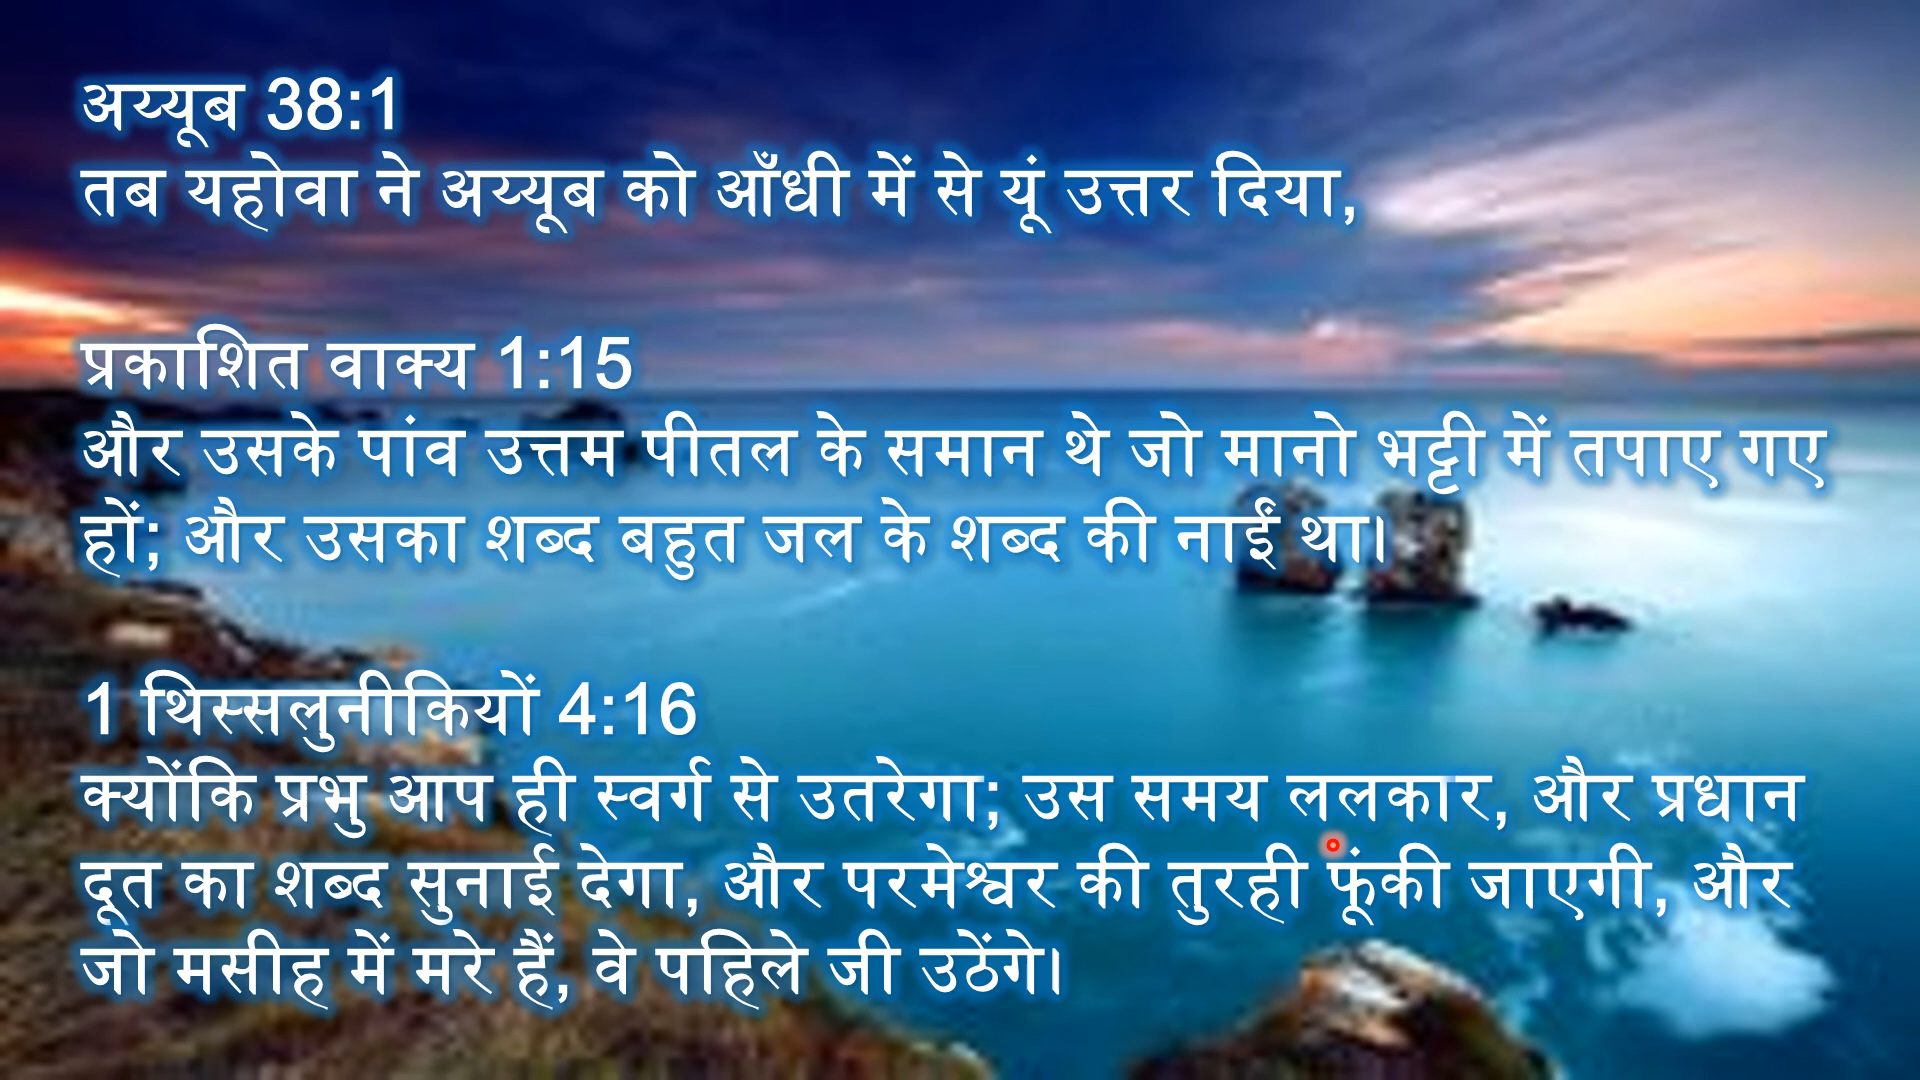 अय्यूब 38:1
तब यहोवा ने अय्यूब को आँधी में से यूं उत्तर दिया,
प्रकाशित वाक्य 1:15
और उसके पांव उत्तम पीतल के समान थे जो मानो भट्टी में तपाए गए
हों; और उसका शब्द बहुत जल के शब्द की नाईं था।
1 थिस्सलुनीकियों 4:16
क्योंकि प्रभु आप ही स्वर्ग से उतरेगा; उस समय ललकार, और प्रधान
दूत का शब्द सुनाई देगा, और परमेश्वर की तुरही फूंकी जाएगी, और
जो मसीह में मरे हैं, वे पहिले जी उठेंगे।